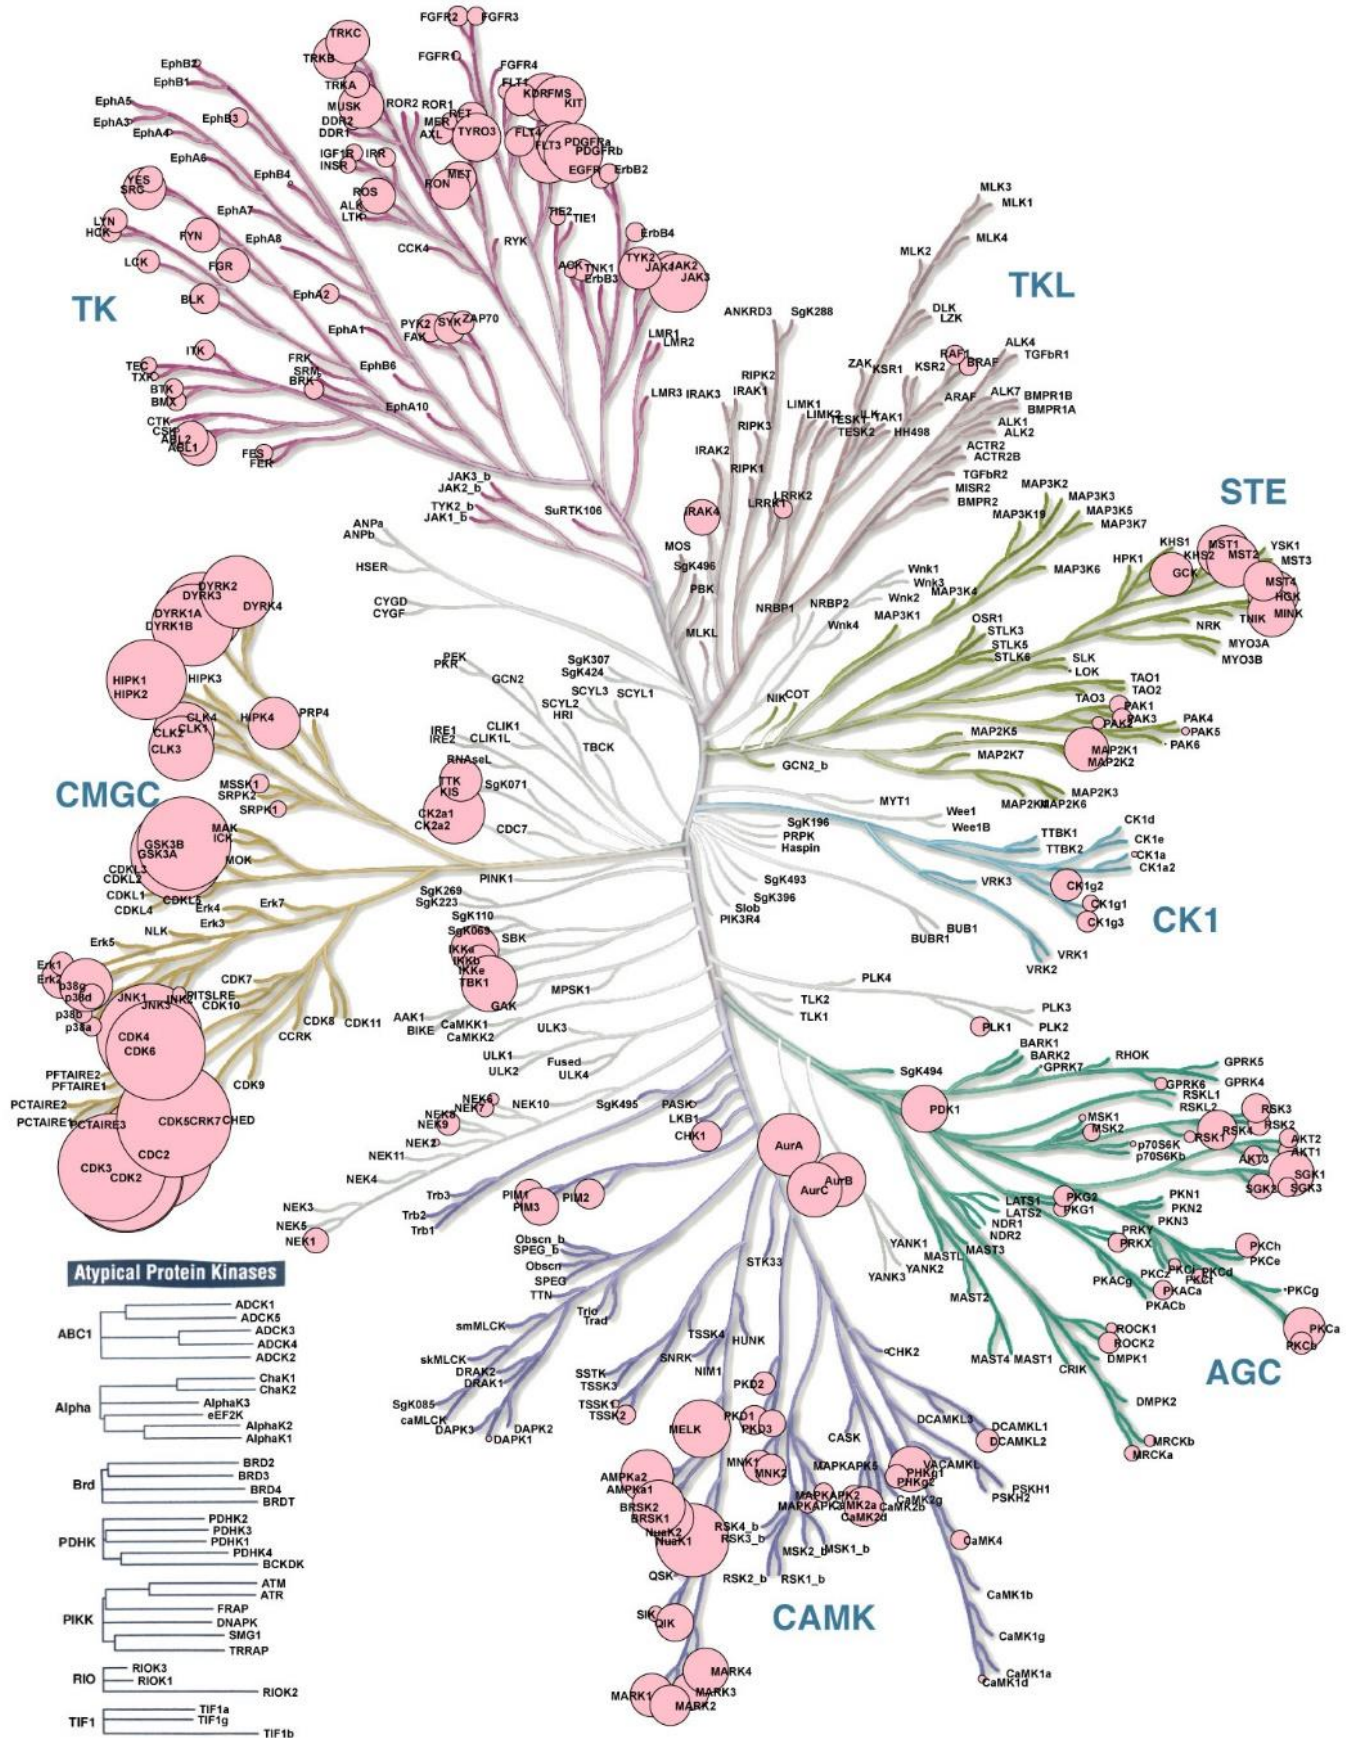 FGFR2
FGFR3
TRKC
TRKB
FGFR1
FGFR4
EphB2
EphB1
TRKA
FLT1
KDR
FMS
KIT
EphA5
MUSK
ROR2
ROR1
RET
EphA3
EphB3
DDR2
MER
TYRO3
EphA4
DDR1
AXL
FLT4
FLT3
PDGFRa
PDGFRb
IGF1R
IRR
INSR
EphA6
EphB4
MET
EGFR
ErbB2
YES
SRC
ROS
RON
ALK
LTK
MLK3
MLK1
EphA7
TIE2
TIE1
LYN
HCK
FYN
EphA8
CCK4
RYK
ErbB4
MLK4
MLK2
LCK
FGR
ACK
TNK1
ErbB3
TYK2
JAK1
JAK2
JAK3
TKL
BLK
EphA2
TK
ANKRD3
SgK288
DLK
LZK
PYK2
FAK
SYK
ZAP70
EphA1
LMR1
LMR2
ITK
TEC
TXK
FRK
SRM
BRK
EphB6
RAF1
BRAF
KSR2
KSR1
ZAK
ALK4
TGFbR1
BTK
BMX
RIPK2
IRAK3
IRAK1
LMR3
ARAF
ALK7
BMPR1B
BMPR1A
EphA10
LIMK1
LIMK2
TESK1
ILK
TAK1
TESK2
HH498
ALK1
ALK2
CTK
CSK
ABL2
ABL1
RIPK3
IRAK2
ACTR2
ACTR2B
FES
FER
RIPK1
TGFbR2
JAK3_b
JAK2_b
TYK2_b
JAK1_b
LRRK2
LRRK1
MISR2
BMPR2
MAP3K2
MAP3K3
MAP3K5
MAP3K7
MAP3K19
STE
SuRTK106
IRAK4
ANPa
ANPb
MOS
SgK496
HSER
PBK
KHS1
KHS2
MST1
MST2
YSK1
MST3
HPK1
GCK
MST4
HGK
MINK
TNIK
NRK
MYO3A
MYO3B
Wnk1
Wnk3
Wnk2
MAP3K6
MAP3K4
NRBP1
NRBP2
Wnk4
MAP3K1
OSR1
STLK3
STLK5
STLK6
SLK
LOK
DYRK2
DYRK3
DYRK4
DYRK1A
DYRK1B
CYGD
CYGF
MLKL
PEK
PKR
GCN2
SgK307
SgK424
SCYL3
SCYL1
SCYL2
HRI
NIK
COT
TAO1
TAO2
TAO3
PAK1
PAK3
PAK2
PAK4
PAK5
PAK6
HIPK1
HIPK2
HIPK3
HIPK4
PRP4
CLK4
CLK1
CLK2
CLK3
IRE1
IRE2
CLIK1
CLIK1L
TBCK
MAP2K5
MAP2K7
MAP2K1
MAP2K2
GCN2_b
RNAseL
TTK
KIS
SgK071
CK2a1
CK2a2
CDC7
MSSK1
SRPK2
SRPK1
CMGC
MAP2K6
MAP2K3
MYT1
Wee1
Wee1B
SgK196
PRPK
Haspin
TTBK1
TTBK2
CK1d
CK1e
CK1a
CK1a2
MAK
ICK
GSK3B
GSK3A
MOK
CDKL3
CDKL2
CDKL1
CDKL4
CDKL5
PINK1
SgK269
SgK223
SgK493
SgK396
Slob
PIK3R4
VRK3
CK1g2
CK1g1
CK1g3
CK1
Erk4
Erk3
Erk7
NLK
Erk5
SgK110
SgK069
SBK
BUB1
BUBR1
VRK1
VRK2
Erk1
Erk2
p38g
p38d
p38b
p38a
JNK1
JNK3
JNK2
PITSLRE
CDK7
CDK10
CDK8
CDK11
CCRK
CDK9
CDK4
CDK6
IKKa
IKKb
IKKe
TBK1
GAK
MPSK1
AAK1
BIKE
CaMKK1
CaMKK2
ULK3
ULK1
ULK2
Fused
ULK4
PLK4
TLK2
TLK1
PLK1
PLK3
PLK2
PFTAIRE2
PFTAIRE1
PCTAIRE2
PCTAIRE1
PCTAIRE3
CDK5
CRK7
CHED
CDC2
CDK3
CDK2
BARK1
BARK2
GPRK7
RHOK
GPRK5
GPRK4
GPRK6
SgK494
PDK1
RSKL1
RSKL2
RSK3
RSK2
RSK4
RSK1
MSK1
MSK2
p70S6K
p70S6Kb
AKT2
AKT1
AKT3
SGK1
SGK2
SGK3
NEK6
NEK7
NEK10
NEK8
NEK9
NEK2
NEK11
NEK4
NEK3
NEK5
NEK1
SgK495
PASK
LKB1
CHK1
AurA
AurB
AurC
Trb3
Trb2
Trb1
PIM1
PIM2
PIM3
LATS1
LATS2
NDR1
NDR2
PKG2
PKG1
PKN1
PKN2
PKN3
PRKY
PRKX
MASTL
MAST3
YANK1
YANK2
YANK3
PKCh
PKCe
PKCz
PKCi
PKCd
PKCt
PKCg
PKCa
PKCb
PKACg
PKACa
PKACb
MAST2
Obscn_b
SPEG_b
Obscn
SPEG
TTN
STK33
Atypical Protein Kinases
ABC1
ADCK1
ADCK5
ADCK3
ADCK4
ADCK2
Trio
Trad
smMLCK
skMLCK
TSSK4
HUNK
SNRK
NIM1
CHK2
ROCK1
ROCK2
DMPK1
CRIK
MAST4
MAST1
AGC
DRAK2
DRAK1
SSTK
TSSK3
TSSK1
TSSK2
PKD2
PKD1
PKD3
Alpha
ChaK1
ChaK2
AlphaK3
eEF2K
AlphaK2
AlphaK1
SgK085
caMLCK
DAPK3
DAPK2
DAPK1
DMPK2
MRCKb
MRCKa
MELK
CASK
DCAMKL3
DCAMKL1
DCAMKL2
VACAMKL
Brd
BRD2
BRD3
BRD4
BRDT
AMPKa2
AMPKa1
BRSK2
BRSK1
NuaK2
NuaK1
MNK1
MNK2
MAPKAPK5
MAPKAPK2
PHKg1
PHKg2
PSKH1
PSKH2
CaMK2a
CaMK2b
CaMK2g
CaMK2d
RSK4_b
RSK3_b
MSK2_b
MSK1_b
RSK2_b
RSK1_b
CaMK4
PDHK
PDHK2
PDHK3
PDHK1
PDHK4
BCKDK
QSK
SIK
QIK
CAMK
CaMK1b
CaMK1g
CaMK1a
CaMK1d
PIKK
ATM
ATR
FRAP
DNAPK
SMG1
TRRAP
MARK4
MARK3
MARK1
MARK2
RIO
RIOK3
RIOK1
RIOK2
TIF1
TIF1a
TIF1g
TIF1b